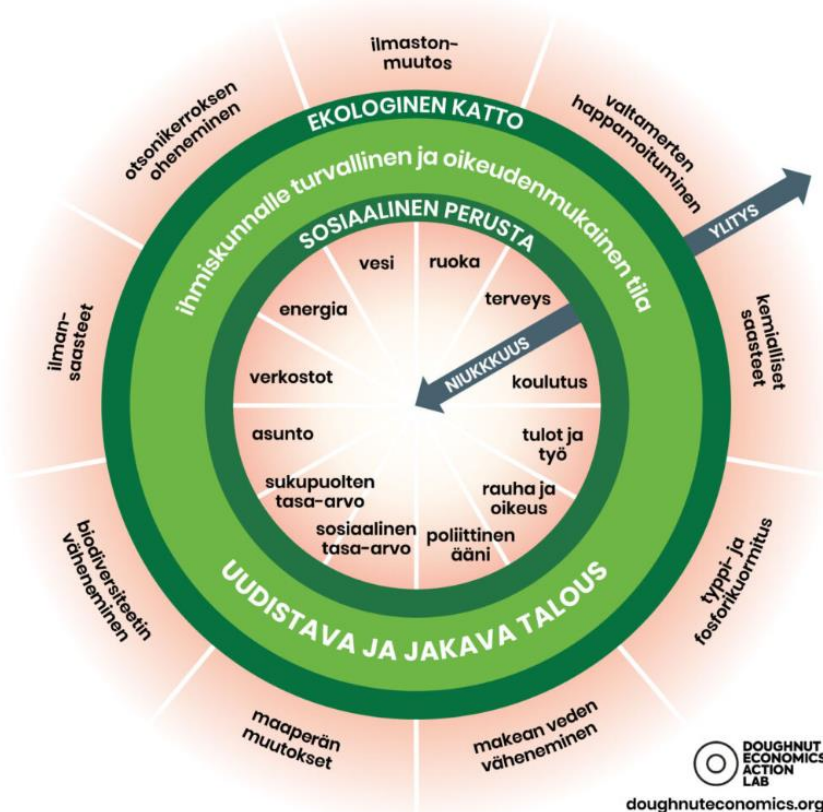 ilmaston-
muutos
valtamerten
happamoituminen
kemialliset
saasteet
typpi- ja
fosforikuormitus
makean veden
väheneminen
maaperän
muutokset
biodiversiteetin
väheneminen
ilman-
saasteet
otsonikerroksen
oheneminen
EKOLOGINEN KATTO
ihmiskunnalle turvallinen ja oikeudenmukainen tila
SOSIAALINEN PERUSTA
YLITYS
NIUKKKUUS
vesi
ruoka
energia
terveys
verkostot
koulutus
asunto
tulot ja
työ
sukupuolten
tasa-arvo
rauha ja
oikeus
sosiaalinen
tasa-arvo
poliittinen
ääni
UUDISTAVA JA JAKAVA TALOUS
DOUGHNUT
ECONOMICS
ACTION
LAB
doughnuteconomics.org